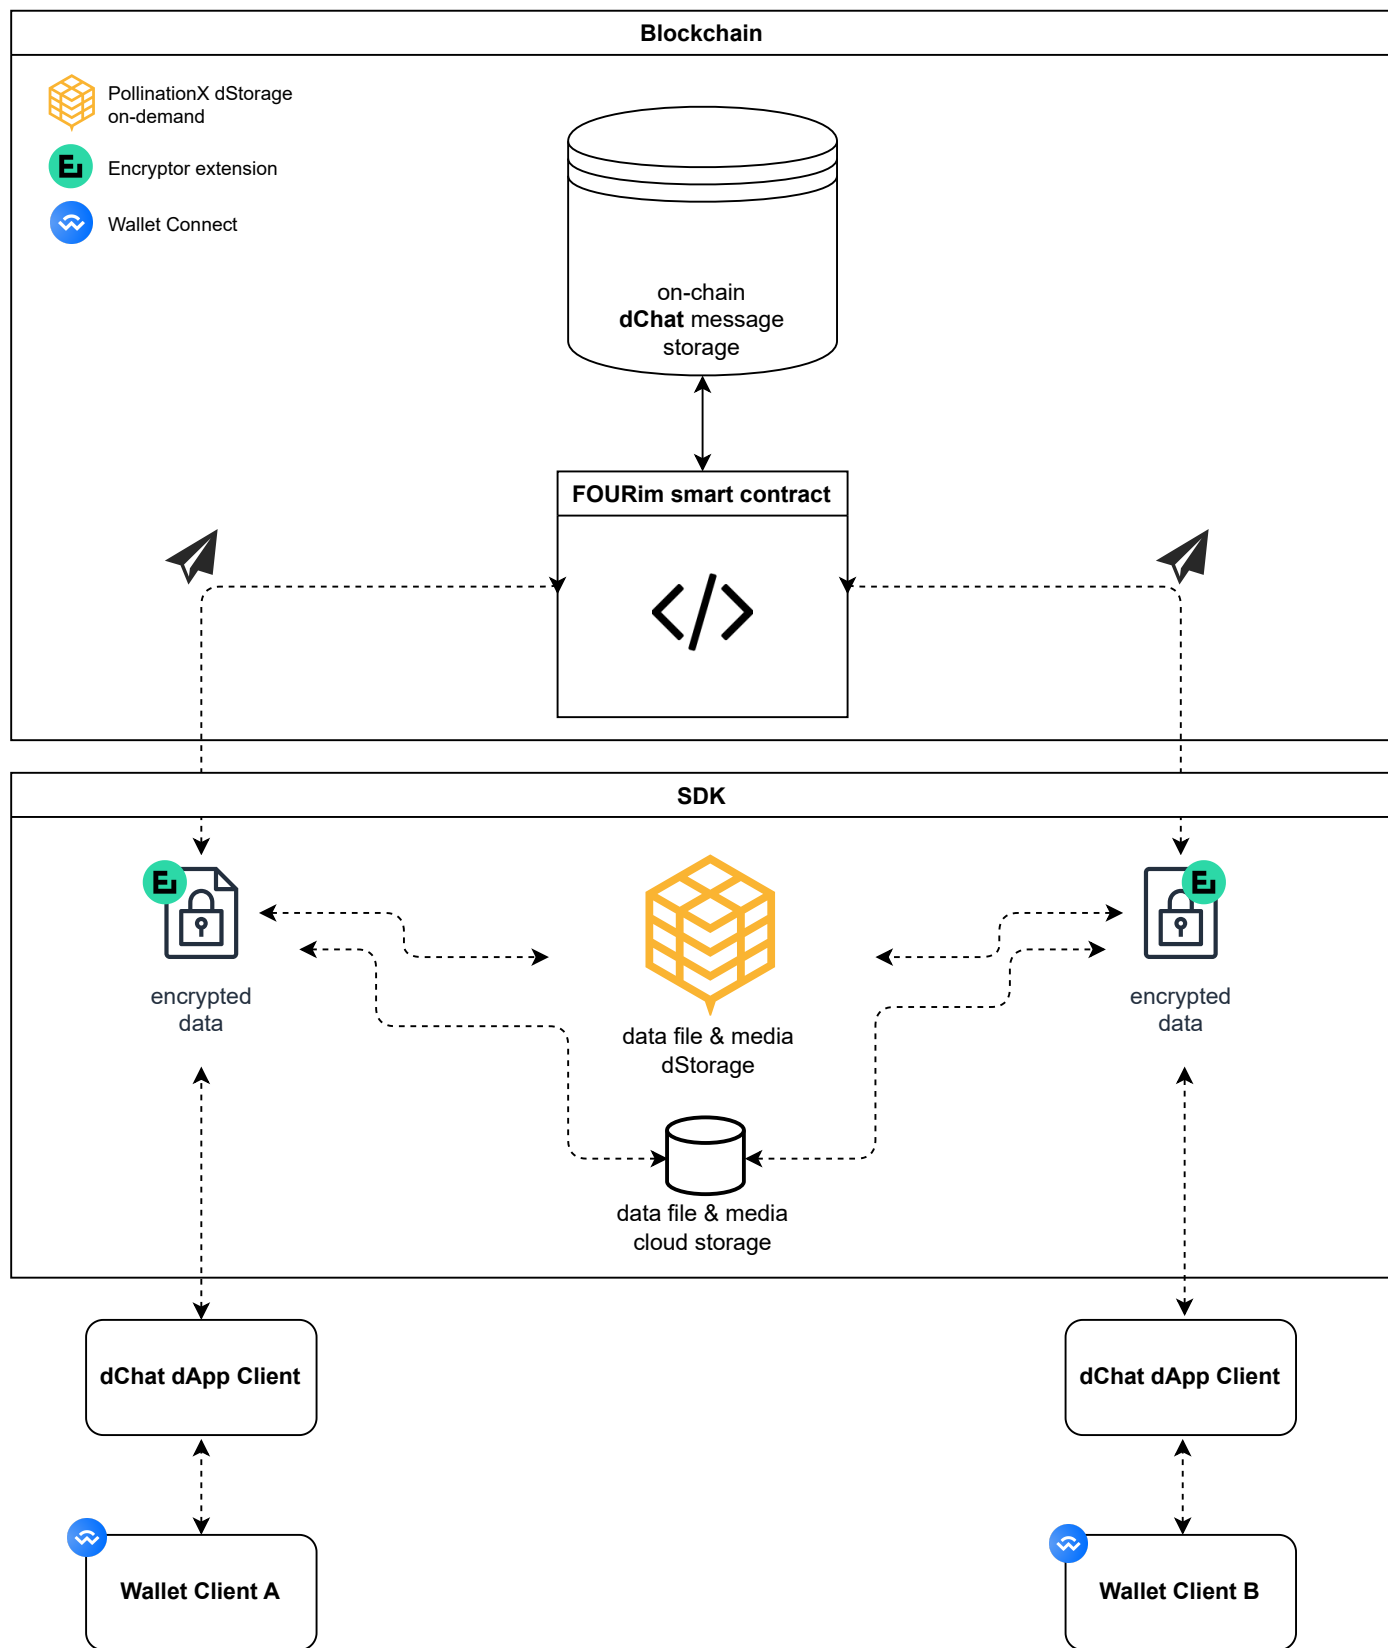 Blockchain
PollinationX dStorage
on-demand
Encryptor extension
Wallet Connect
on-chain
dChat message
storage
FOURim smart contract
</>
SDK
encrypted
data
data file & media
dStorage
encrypted
data
data file & media
cloud storage
dChat dApp Client
dChat dApp Client
Wallet Client A
Wallet Client B